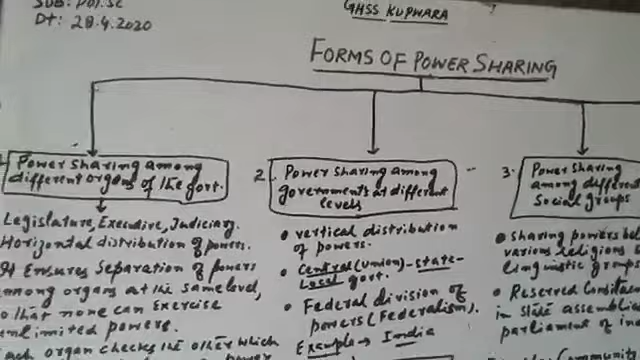 SUB: Pol.Sc
Dt: 28.4.2020
GHSS KUPWARA
FORMS OF POWER SHARING
Power sharing among
different organs of the Govt.
Legislature, Executive, Judiciary.
Horizontal distribution of powers.
It Ensures Separation of powers
among organs at the same level,
so that none can Exercise
unlimited powers.
each organ checks the other which
power
2. Power sharing among
governments at different
levels
• vertical distribution
of powers.
• Central (Union)-state-
Local govt.
• Federal division of
powers (Federalism).
Example → India
3. Power sharing
among different
Social groups
• sharing powers
various religious
linguistic groups
• Reserved
in state
parliament of
Community